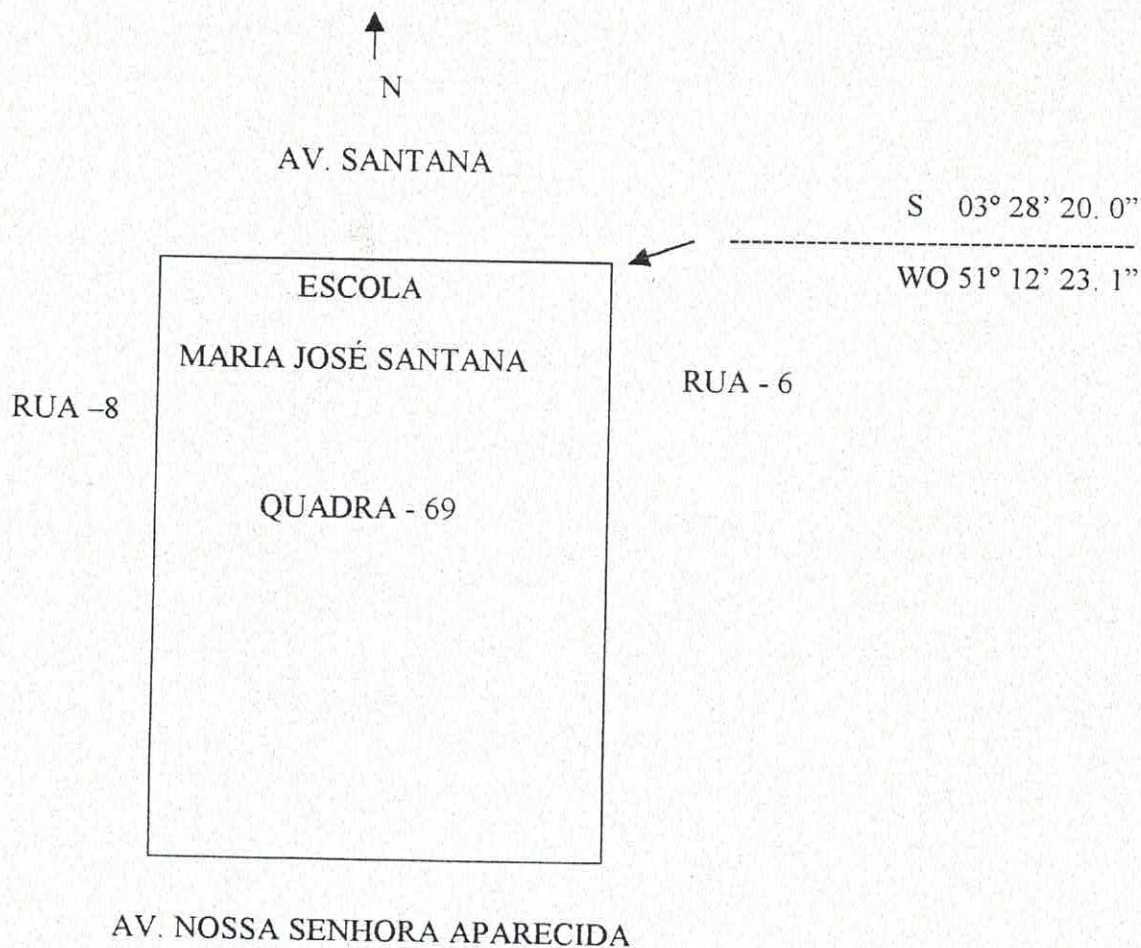 N
AV. SANTANA
S 03° 28’ 20. 0”
WO 51° 12’ 23. 1”
ESCOLA
MARIA JOSÉ SANTANA
RUA - 6
RUA –8
QUADRA - 69
AV. NOSSA SENHORA APARECIDA